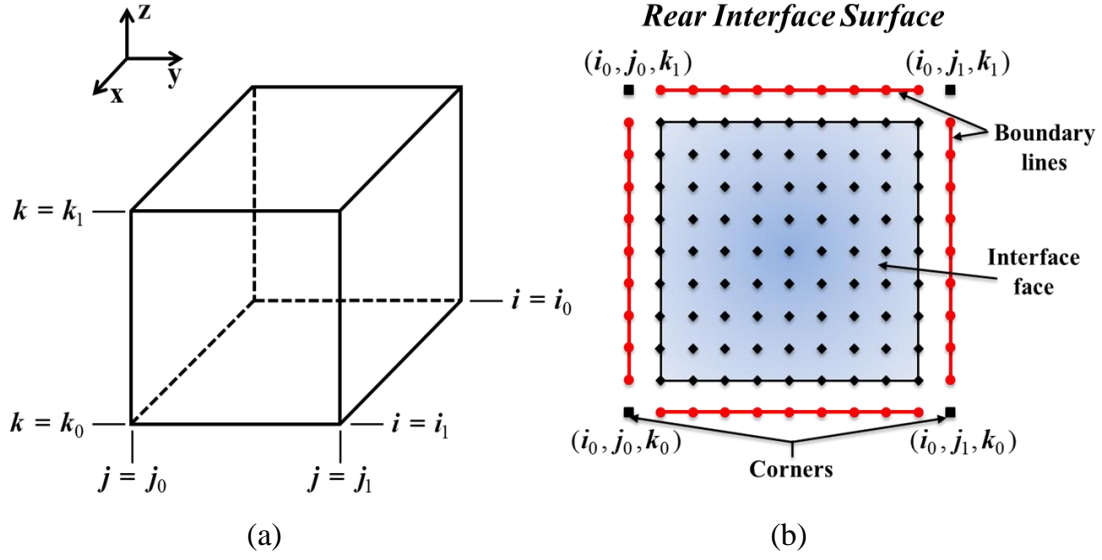 z
y
x
k = k₁
i = i₀
k = k₀
i = i₁
j = j₀
j = j₁
(a)
Rear Interface Surface
(i₀, j₀, k₁)
(i₀, j₁, k₁)
Boundary
lines
Interface
face
(i₀, j₀, k₀)
(i₀, j₁, k₀)
Corners
(b)